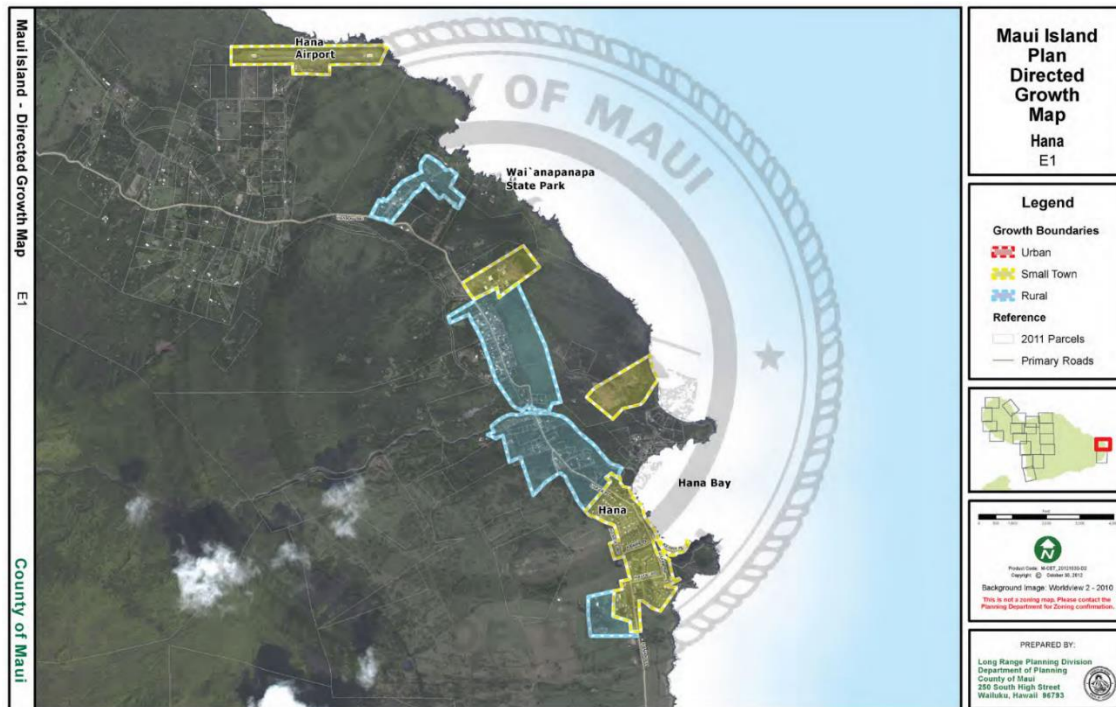 Maui Island - Directed Growth Map
E1
County of Maui
Hana
Airport
Wai`anapanapa
State Park
Hana Bay
Hana
COUNTY OF MAUI
Maui Island
Plan
Directed
Growth
Map
Hana
E1
Legend
Growth Boundaries
Urban
Small Town
Rural
Reference
2011 Parcels
Primary Roads
N
Background Image: Worldview 2 - 2010
This is not a zoning map. Please contact the
Planning Department for Zoning confirmation.
PREPARED BY:
Long Range Planning Division
Department of Planning
County of Maui
250 South High Street
Wailuku, Hawaii 96793